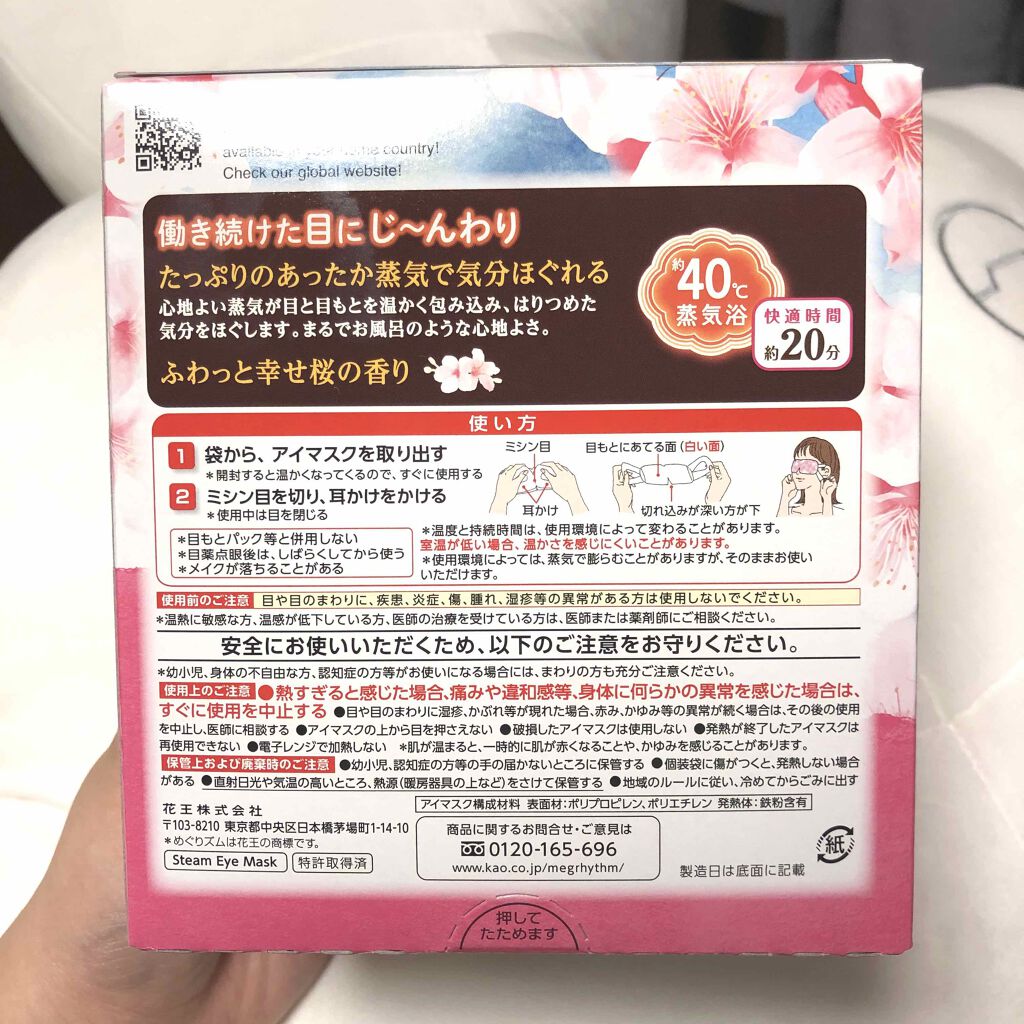 available in your home country!
Check our global website!
働き続けた目にじ〜んわり
たっぷりのあったか蒸気で気分ほぐれる
心地よい蒸気が目と目もとを温かく包み込み、はりつめた
気分をほぐします。まるでお風呂のような心地よさ。
ふわっと幸せ桜の香り
約40℃
蒸気浴
快適時間
約20分
使い方
1 袋から、アイマスクを取り出す
*開封すると温かくなってくるので、すぐに使用する
2 ミシン目を切り、耳かけをかける
*使用中は目を閉じる
ミシン目
耳かけ
目もとにあてる面(白い面)
切れ込みが深い方が下
*目もとパック等と併用しない
*目薬点眼後は、しばらくしてから使う
*メイクが落ちることがある
*温度と持続時間は、使用環境によって変わることがあります。
室温が低い場合、温かさを感じにくいことがあります。
*使用環境によっては、蒸気で膨らむことがありますが、そのままお使い
いただけます。
使用前のご注意 目や目のまわりに、疾患、炎症、傷、腫れ、湿疹等の異常がある方は使用しないでください。
*温熱に敏感な方、温感が低下している方、医師の治療を受けている方は、医師または薬剤師にご相談ください。
安全にお使いいただくため、以下のご注意をお守りください。
*幼小児、身体の不自由な方、認知症の方等がお使いになる場合には、まわりの方も充分ご注意ください。
使用上のご注意 ●熱すぎると感じた場合、痛みや違和感等、身体に何らかの異常を感じた場合は、
すぐに使用を中止する ●目や目のまわりに湿疹、かぶれ等が現れた場合、赤み、かゆみ等の異常が続く場合は、その後の使用
を中止し、医師に相談する ●アイマスクの上から目を押さえない ●破損したアイマスクは使用しない ●発熱が終了したアイマスクは
再使用できない ●電子レンジで加熱しない *肌が温まると、一時的に肌が赤くなることや、かゆみを感じることがあります。
保管上および廃棄時のご注意 ●幼小児、認知症の方等の手の届かないところに保管する ●個装袋に傷がつくと、発熱しない場合
がある ●直射日光や気温の高いところ、熱源(暖房器具の上など)をさけて保管する ●地域のルールに従い、冷めてからごみに出す
アイマスク構成材料 表面材:ポリプロピレン、ポリエチレン 発熱体:鉄粉含有
花王株式会社
〒103-8210 東京都中央区日本橋茅場町1-14-10
*めぐりズムは花王の商標です。
Steam Eye Mask 特許取得済
商品に関するお問合せ・ご意見は
0120-165-696
www.kao.co.jp/megrhythm/
紙
製造日は底面に記載
押して
たためます